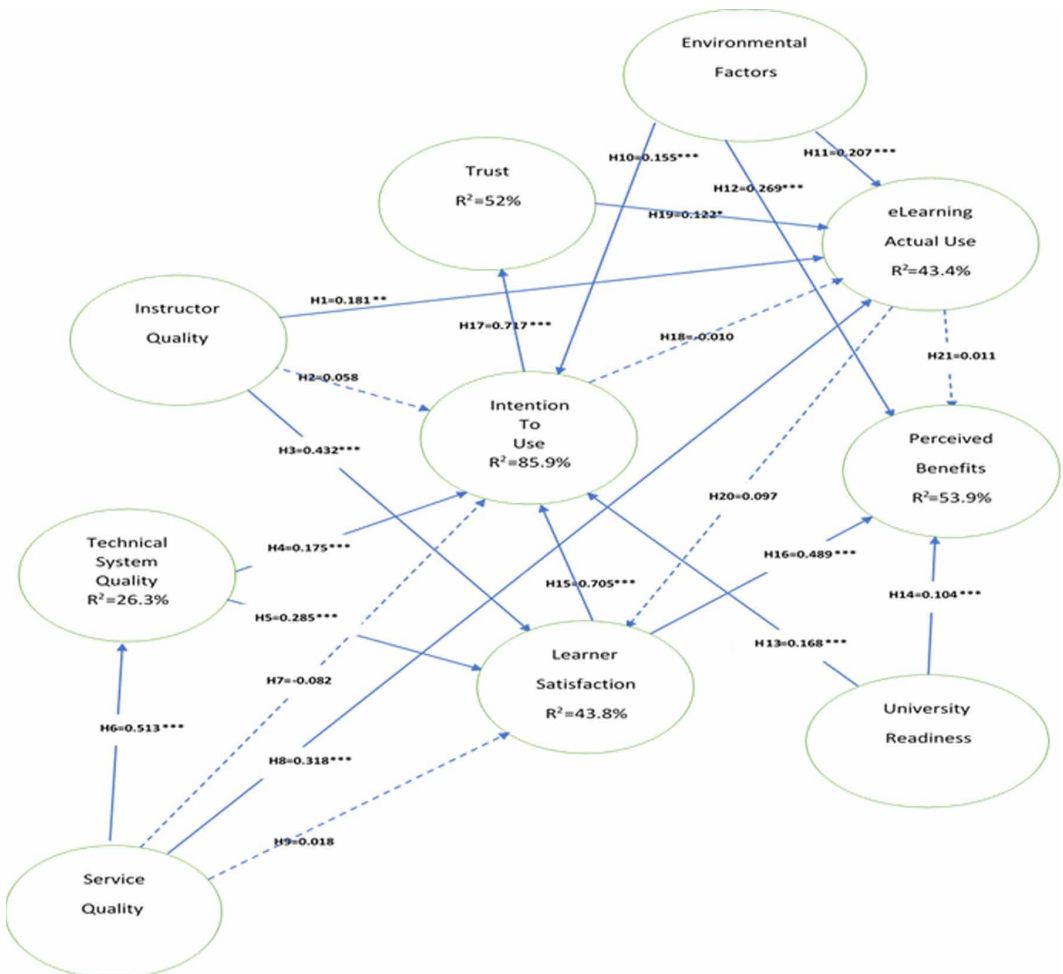 Environmental
Factors
H10=0.155***
H11=0.207***
Trust
R²=52%
H12=0.269***
H19=0.122*
eLearning
Actual Use
R²=43.4%
Instructor
Quality
H1=0.181**
H17=0.717***
H18=-0.010
H21=0.011
H2=0.058
Intention
To
Use
R²=85.9%
Perceived
Benefits
R²=53.9%
H3=0.432***
H20=0.097
Technical
System
Quality
R²=26.3%
H4=0.175***
H16=0.489***
H15=0.705***
H14=0.104***
H5=0.285***
H13=0.168***
Learner
Satisfaction
R²=43.8%
H7=-0.082
University
Readiness
H6=0.513***
H8=0.318***
H9=0.018
Service
Quality